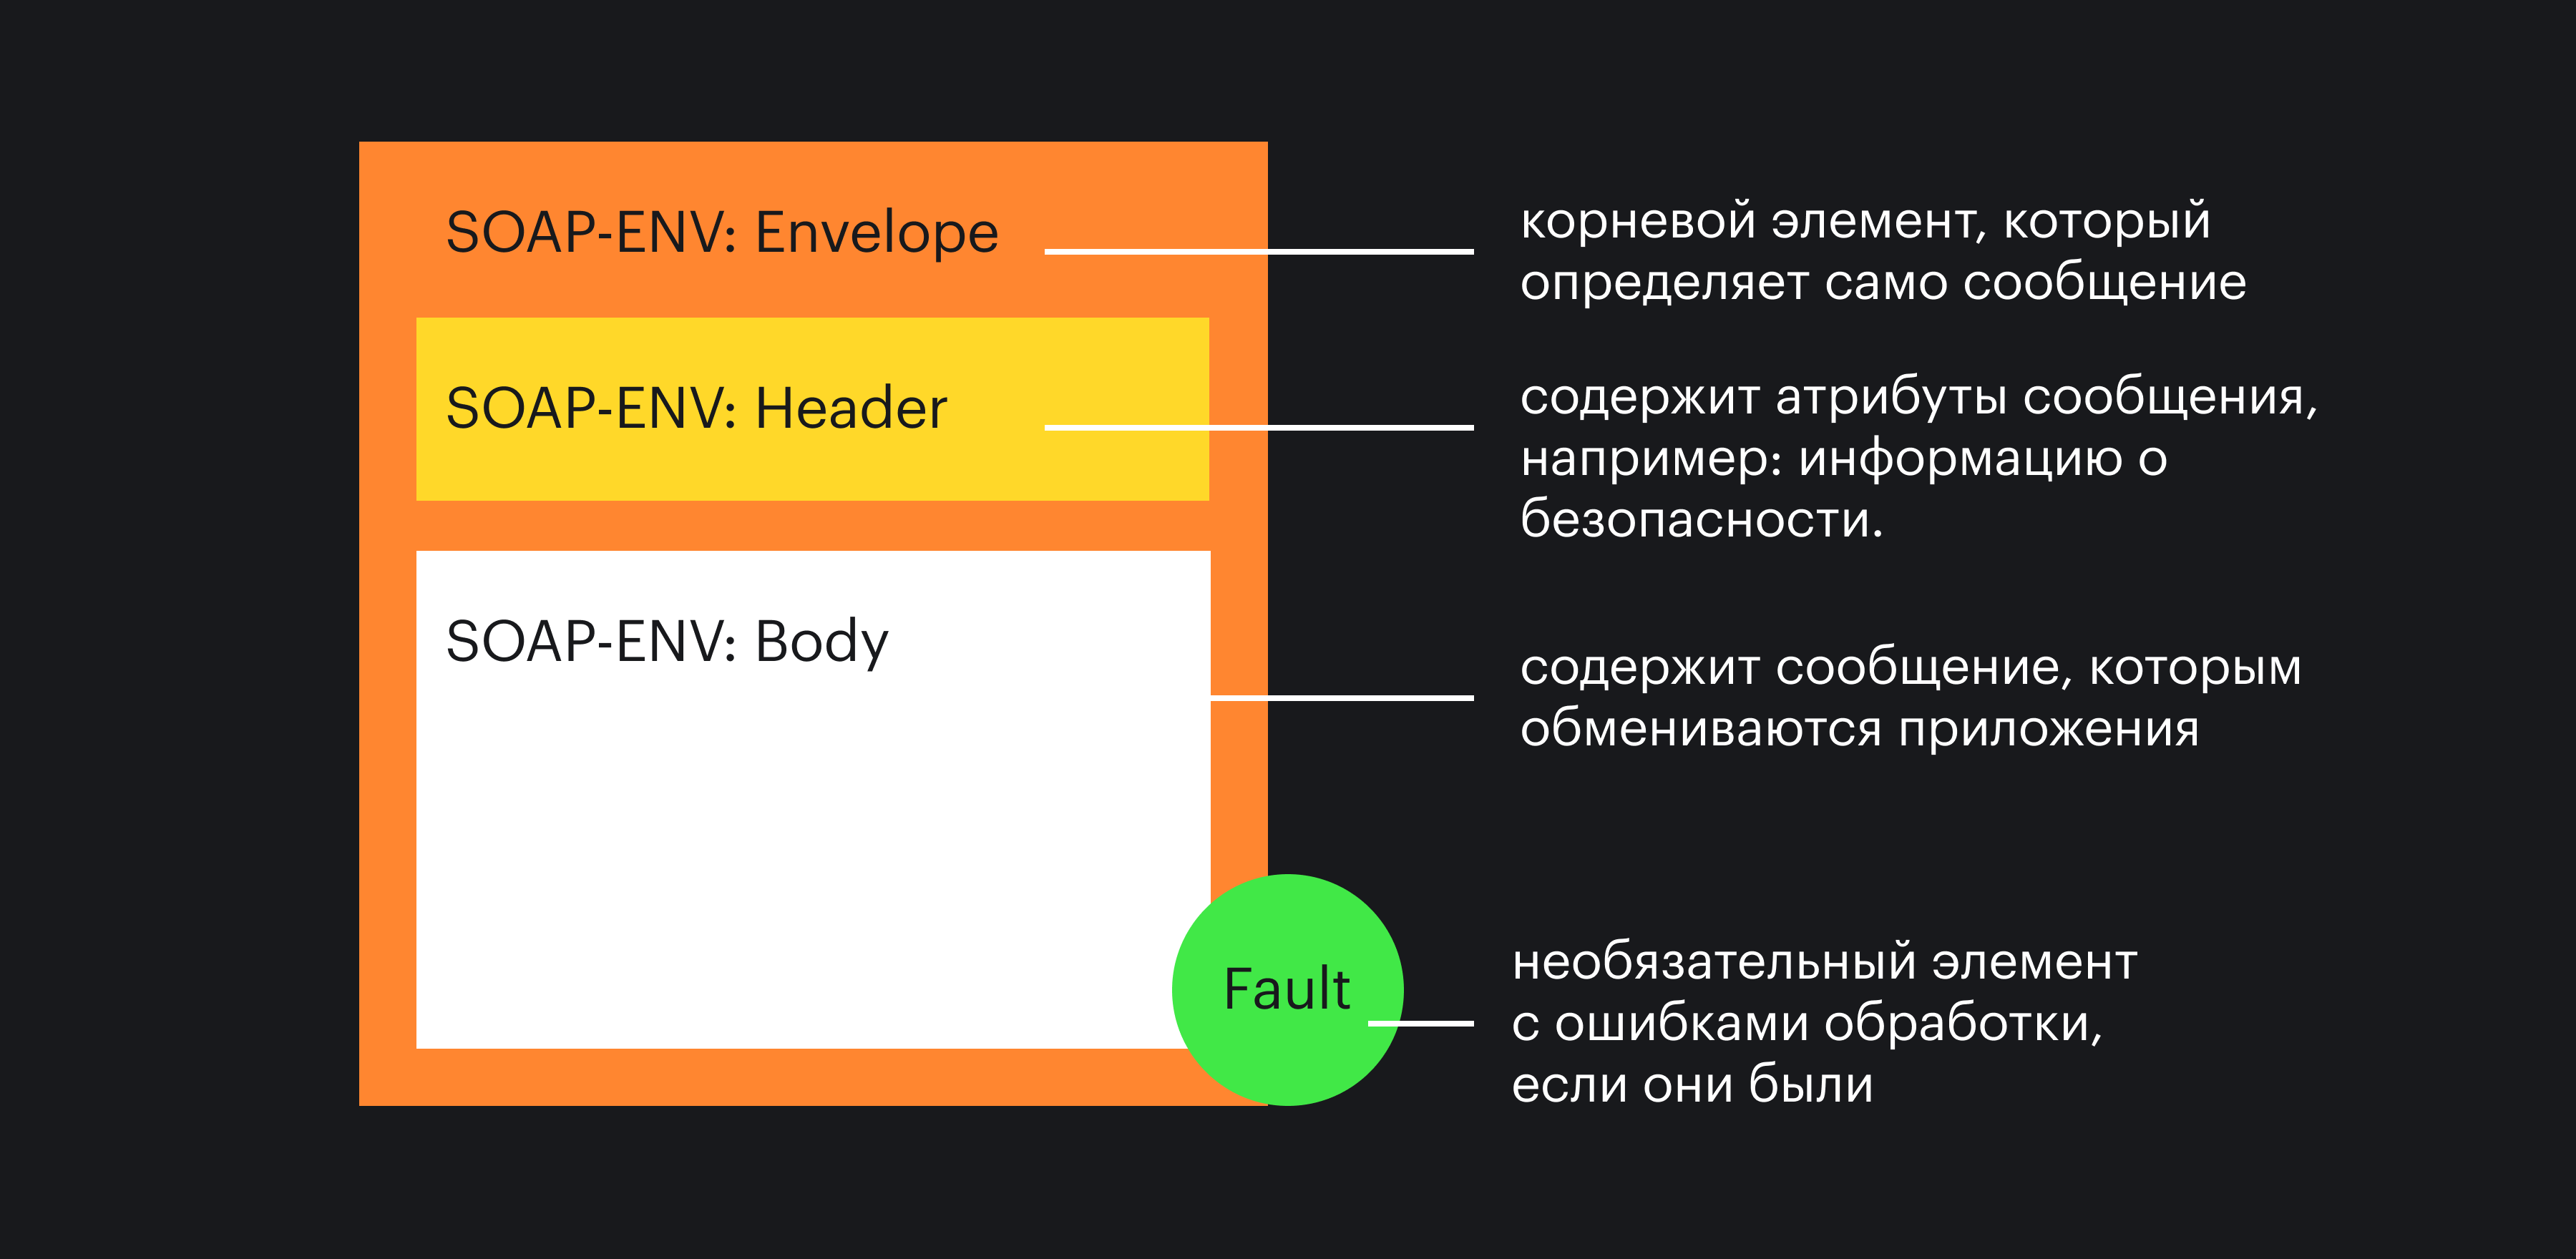 SOAP-ENV: Envelope
корневой элемент, который
определяет само сообщение
SOAP-ENV: Header
содержит атрибуты сообщения,
например: информацию о
безопасности.
SOAP-ENV: Body
содержит сообщение, которым
обмениваются приложения
Fault
необязательный элемент
с ошибками обработки,
если они были